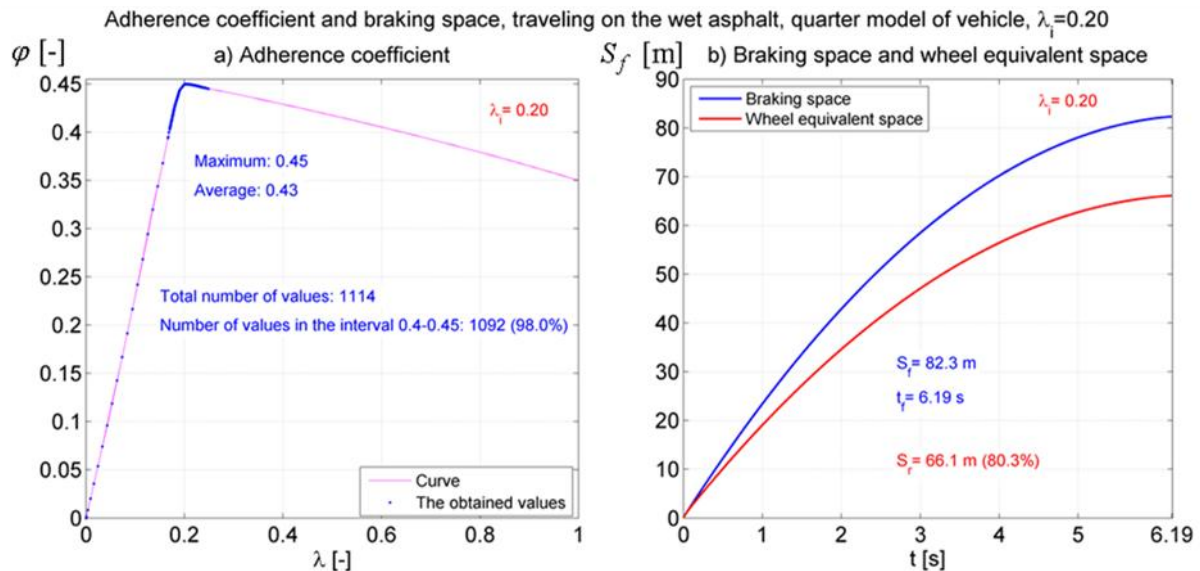 Adherence coefficient and braking space, traveling on the wet asphalt, quarter model of vehicle, λi=0.20
φ [-]
a) Adherence coefficient
0.45
0.4
0.35
0.3
0.25
0.2
0.15
0.1
0.05
0
λi= 0.20
Maximum: 0.45
Average: 0.43
Total number of values: 1114
Number of values in the interval 0.4-0.45: 1092 (98.0%)
Curve
The obtained values
0 0.2 0.4 0.6 0.8 1
λ [-]
Sf [m]
b) Braking space and wheel equivalent space
90
80
70
60
50
40
30
20
10
0
Braking space
Wheel equivalent space
λi= 0.20
Sf= 82.3 m
tf= 6.19 s
Sr= 66.1 m (80.3%)
0 1 2 3 4 5 6.19
t [s]